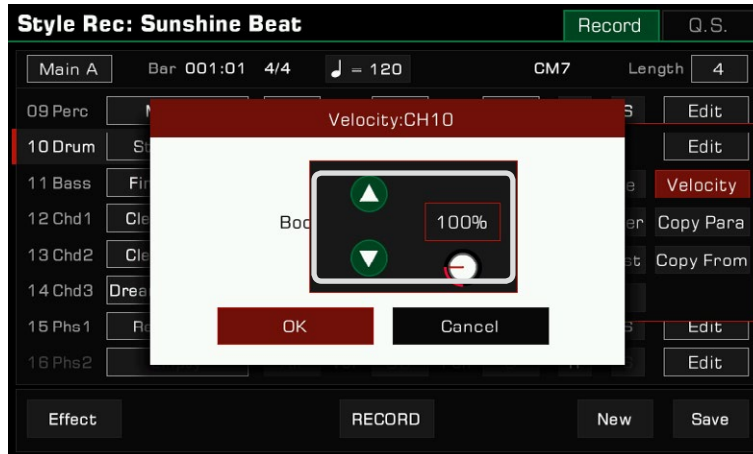 Style Rec: Sunshine Beat Record Q.S.
Main A Bar 001:01 4/4 = 120 CM7 Length 4
09 Perc S Edit
Velocity:CH10
10 Drum Edit
11 Bass Velocity
12 Chd1 100% Copy Para
13 Chd2 Copy From
14 Chd3
15 Phs1 OK Cancel S Edit
16 Phs2 Edit
Effect RECORD New Save